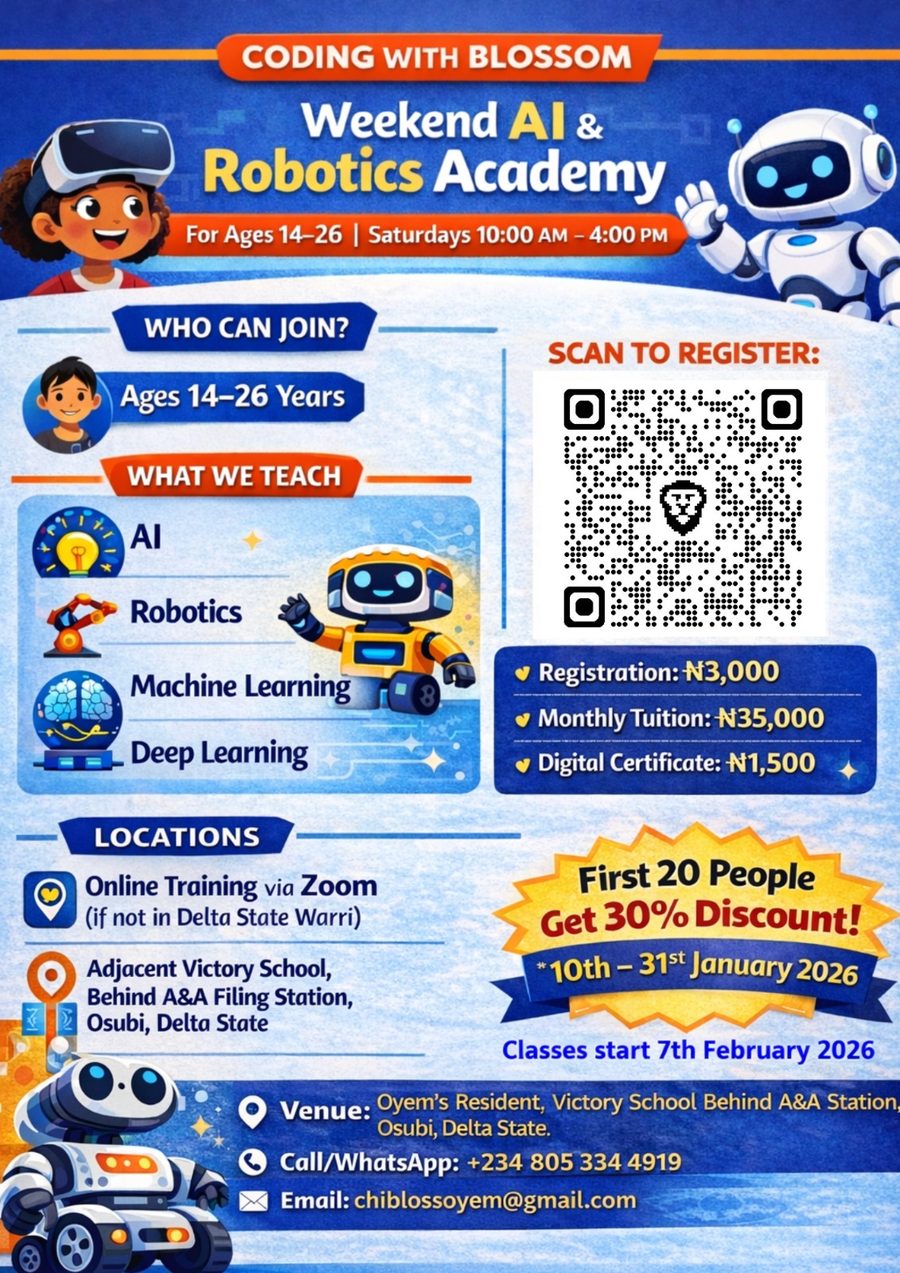 CODING WITH BLOSSOM
Weekend AI &
Robotics Academy
For Ages 14–26 | Saturdays 10:00 AM – 4:00 PM
WHO CAN JOIN?
Ages 14–26 Years
WHAT WE TEACH
AI
Robotics
Machine Learning
Deep Learning
SCAN TO REGISTER:
Registration: ₦3,000
Monthly Tuition: ₦35,000
Digital Certificate: ₦1,500
LOCATIONS
Online Training via Zoom
(if not in Delta State Warri)
Adjacent Victory School,
Behind A&A Filing Station,
Osubi, Delta State
First 20 People
Get 30% Discount!
*10th – 31st January 2026
Classes start 7th February 2026
Venue: Oyem's Resident, Victory School Behind A&A Station,
Osubi, Delta State.
Call/WhatsApp: +234 805 334 4919
Email: chiblossoyem@gmail.com